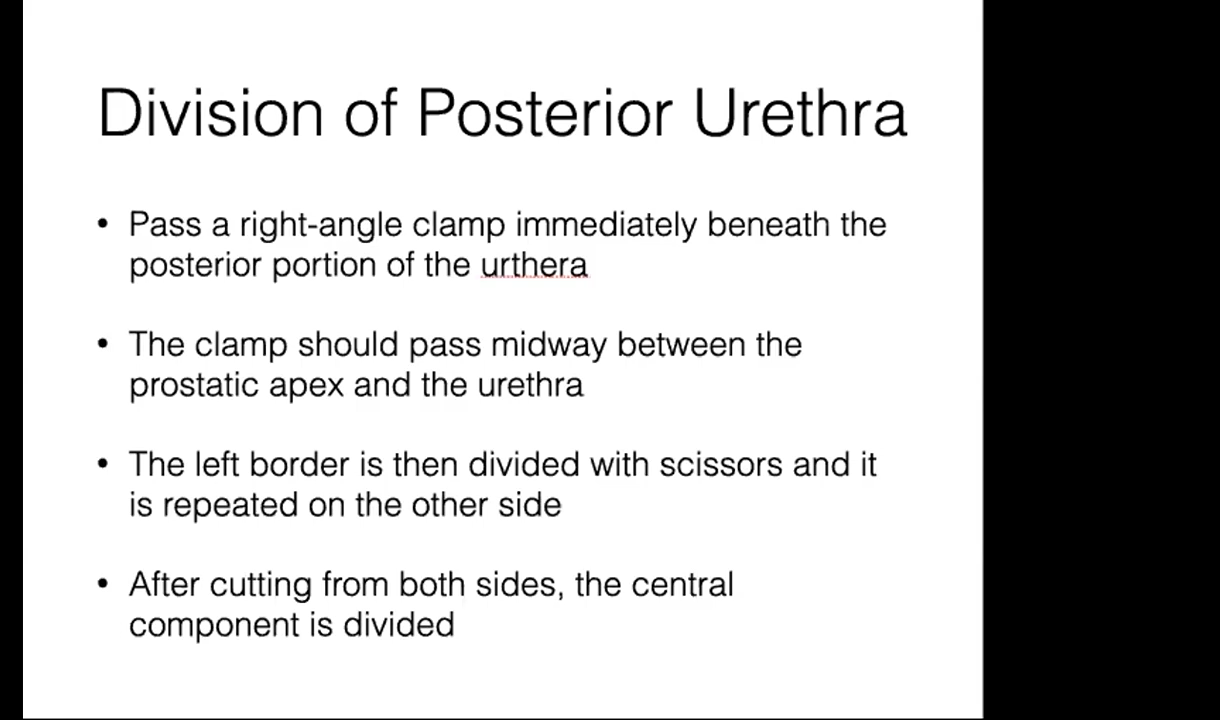 Division of Posterior Urethra
• Pass a right-angle clamp immediately beneath the
posterior portion of the urthera
• The clamp should pass midway between the
prostatic apex and the urethra
• The left border is then divided with scissors and it
is repeated on the other side
• After cutting from both sides, the central
component is divided